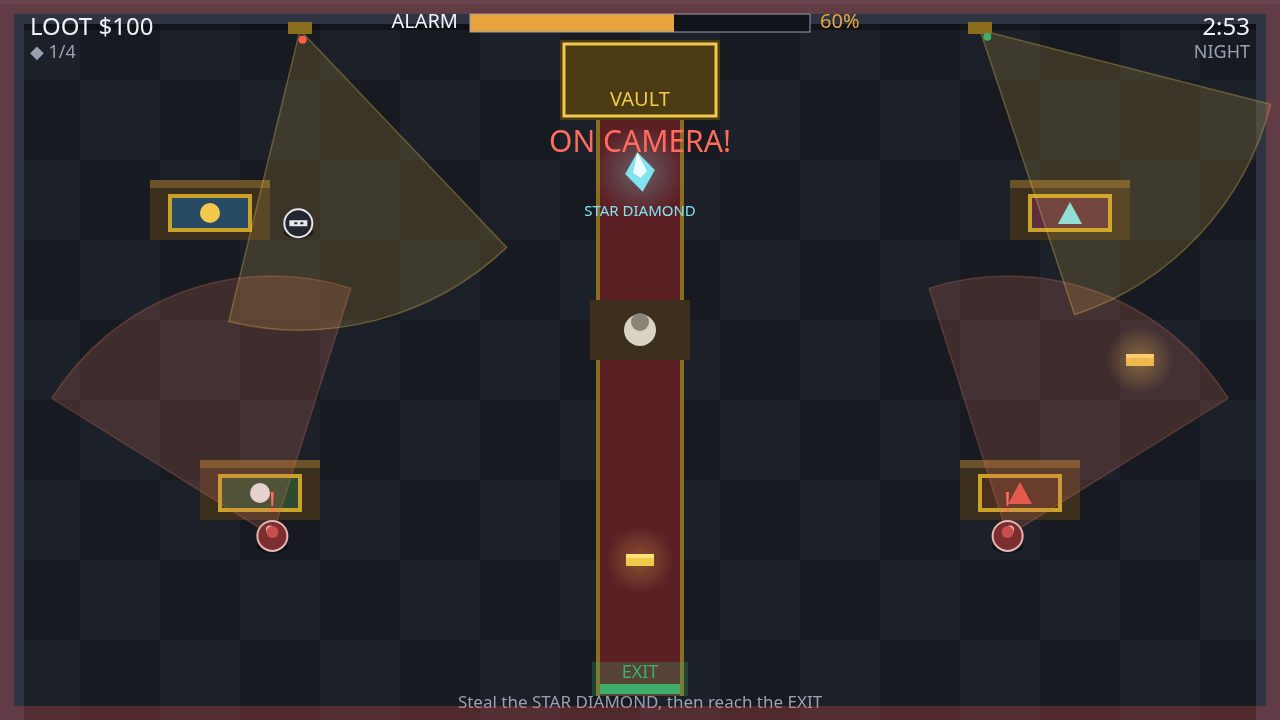 LOOT $100
◆ 1/4
ALARM 60%
2:53
NIGHT
VAULT
ON CAMERA!
STAR DIAMOND
!
!
EXIT
Steal the STAR DIAMOND, then reach the EXIT